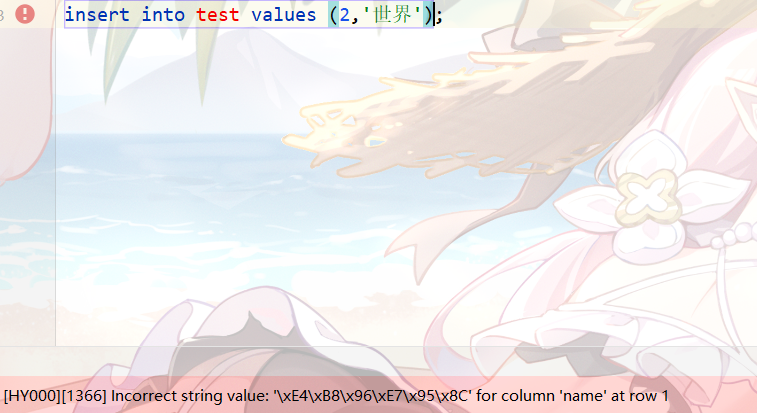 insert into test values (2,'世界');
[HY000][1366] Incorrect string value: '\xE4\xB8\x96\xE7\x95\x8C' for column 'name' at row 1